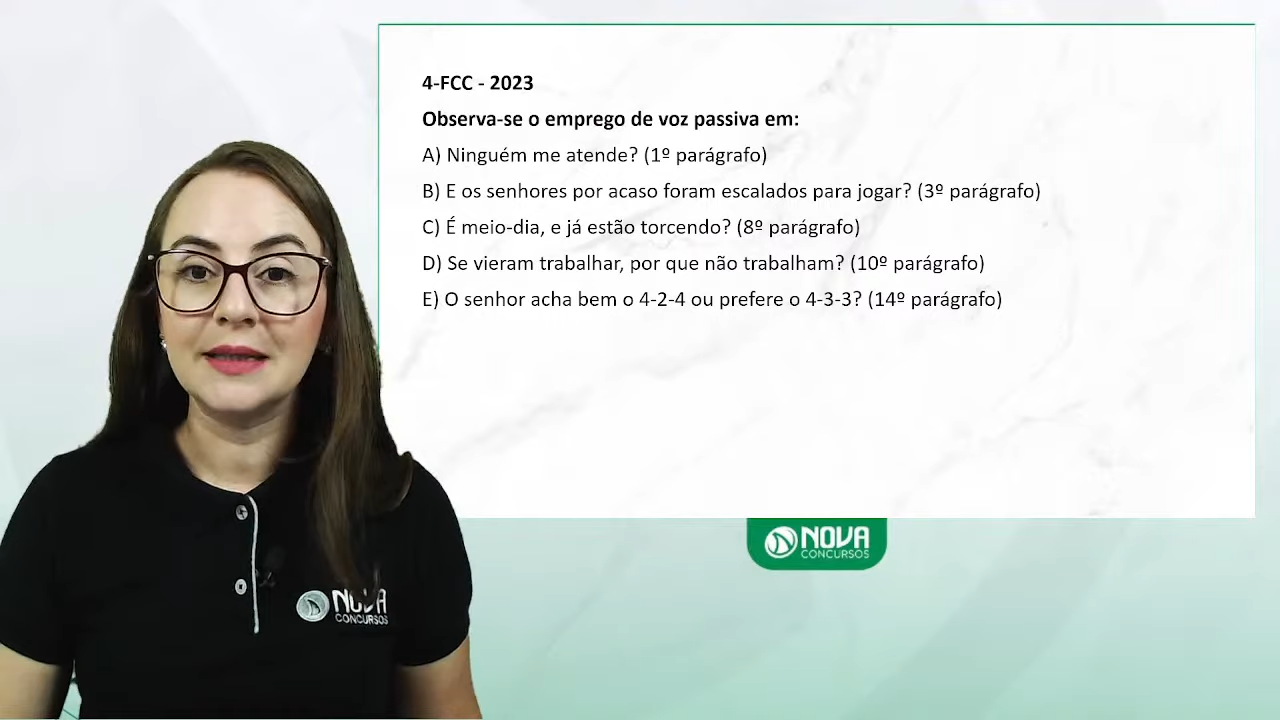 4-FCC - 2023
Observa-se o emprego de voz passiva em:
A) Ninguém me atende? (1º parágrafo)
B) E os senhores por acaso foram escalados para jogar? (3º parágrafo)
C) É meio-dia, e já estão torcendo? (8º parágrafo)
D) Se vieram trabalhar, por que não trabalham? (10º parágrafo)
E) O senhor acha bem o 4-2-4 ou prefere o 4-3-3? (14º parágrafo)
NOVA
CONCURSOS
NOVA
CONCURSOS